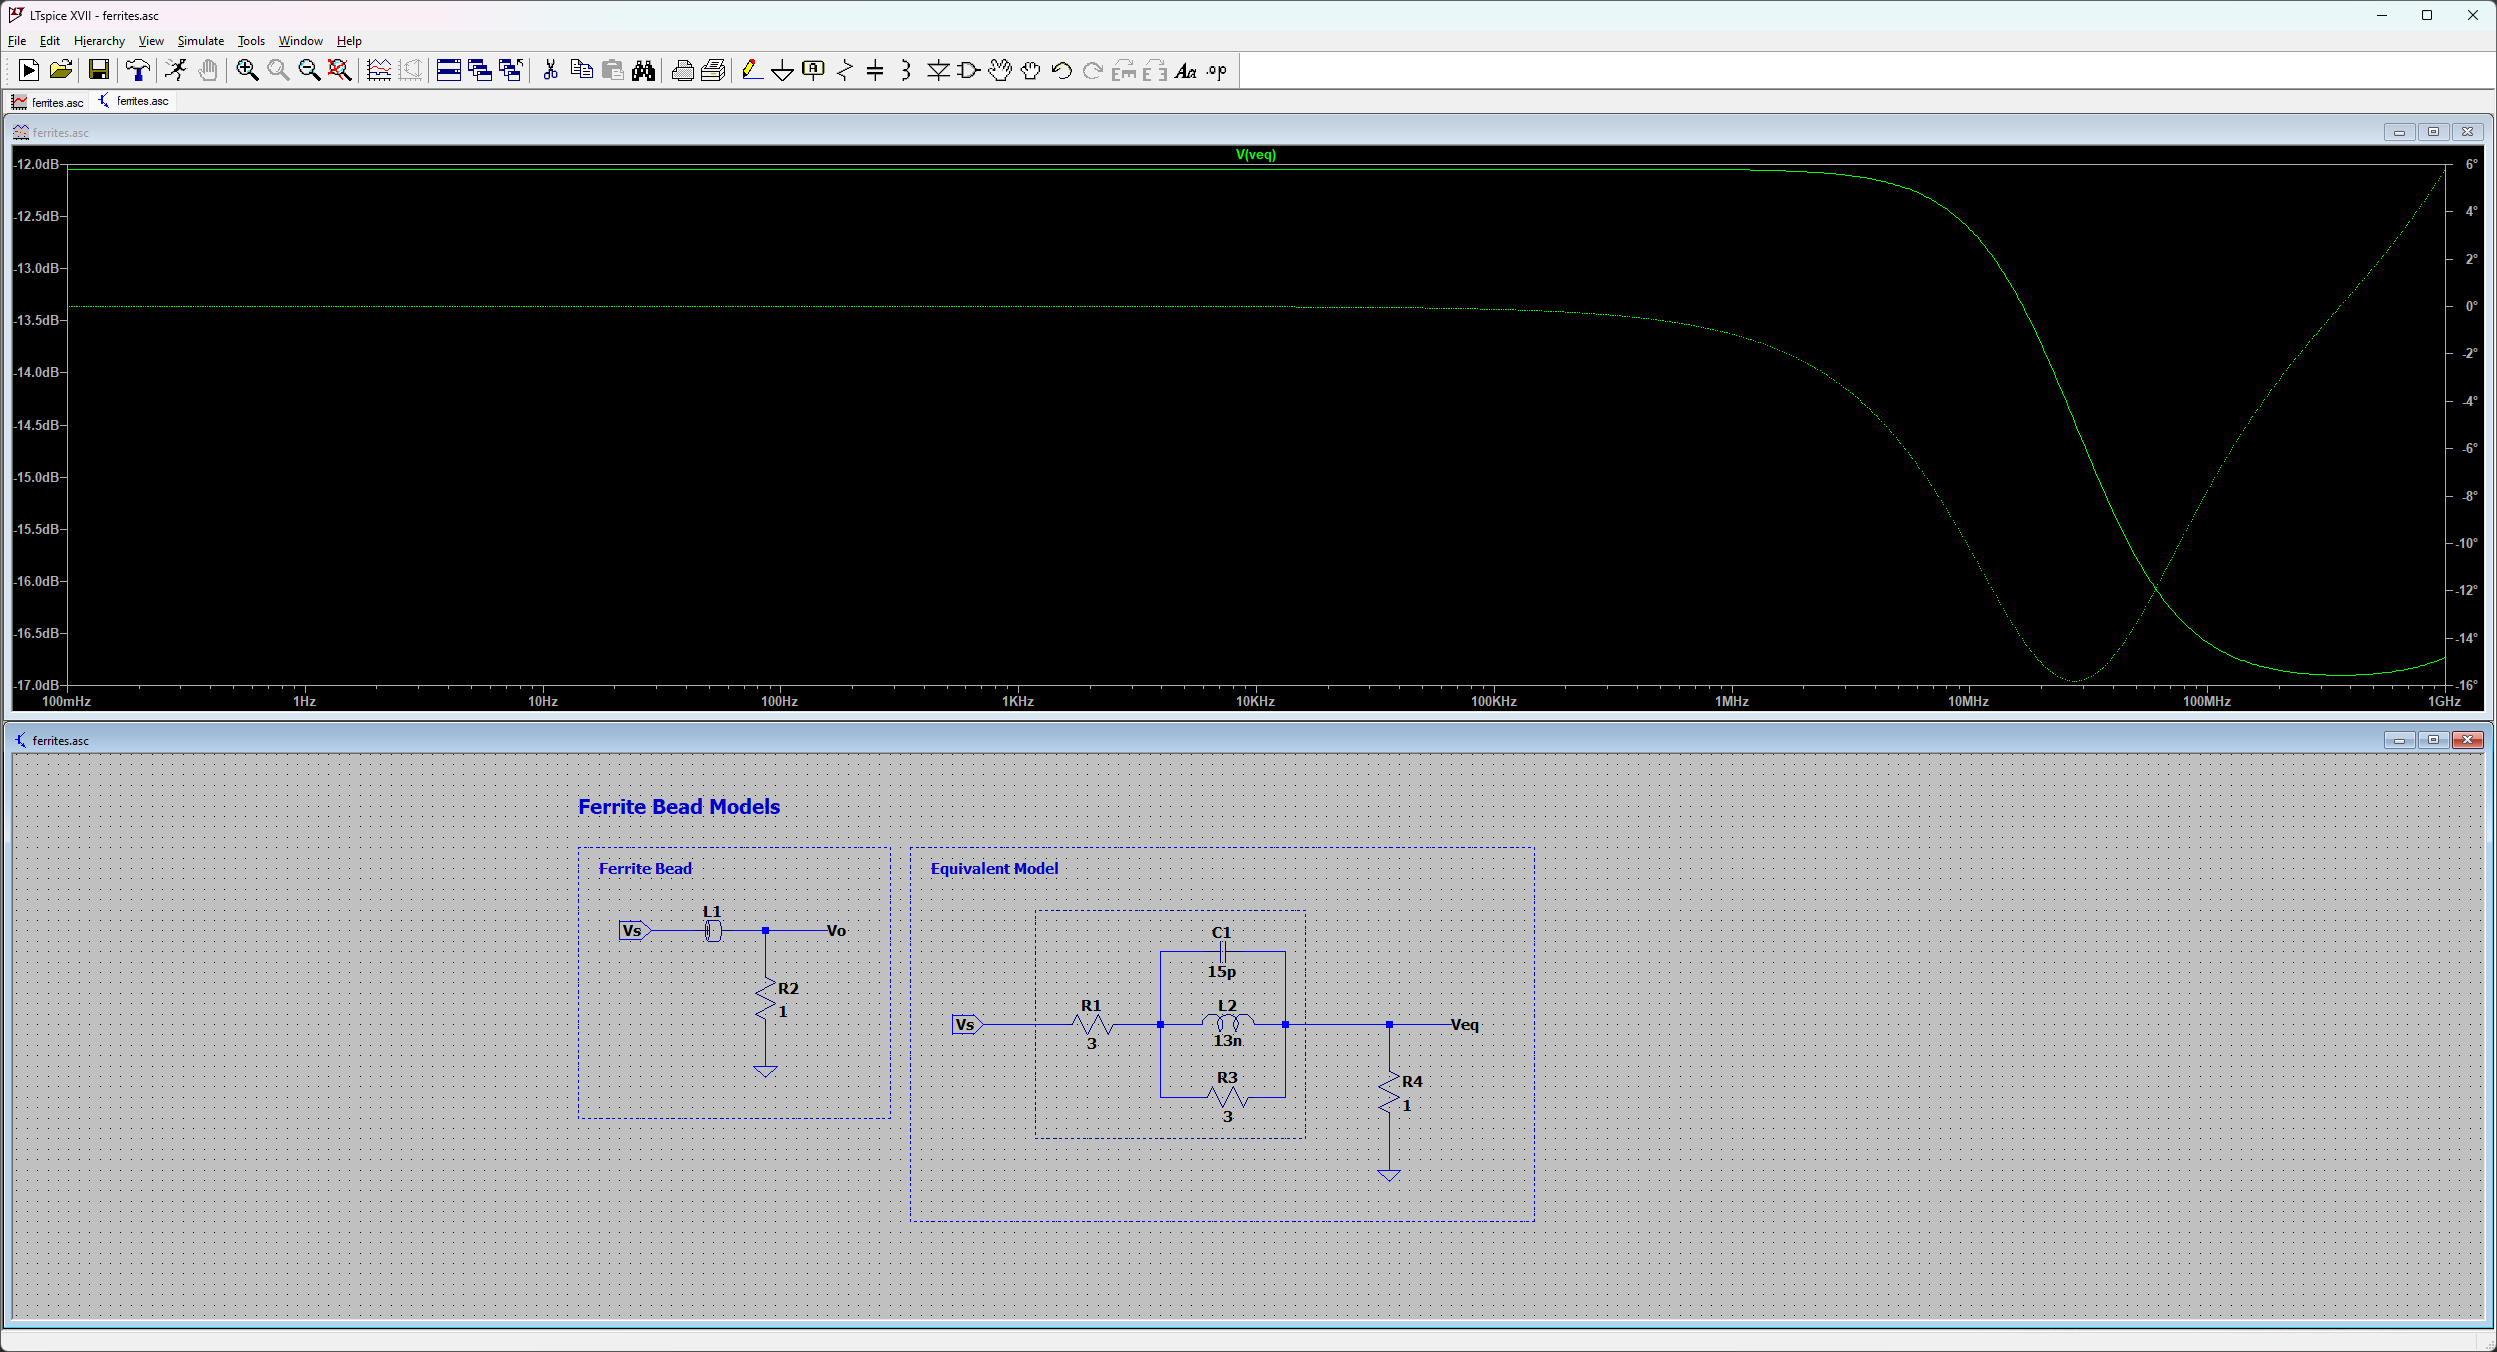 LTspice XVII - ferrites.asc
File Edit Hierarchy View Simulate Tools Window Help
A Aa .op
ferrites.asc ferrites.asc
ferrites.asc
V(veq)
-12.0dB 6°
-12.5dB 4°
-13.0dB 2°
-13.5dB 0°
-14.0dB -2°
-14.5dB -4°
-15.0dB -6°
-15.5dB -8°
-16.0dB -10°
-16.5dB -12°
-17.0dB -14°
-16°
100mHz 1Hz 10Hz 100Hz 1KHz 10KHz 100KHz 1MHz 10MHz 100MHz 1GHz
ferrites.asc
Ferrite Bead Models
Ferrite Bead
L1
Vs Vo
R2
1
Equivalent Model
C1
15p
R1 L2
Vs Veq
3 13n
R3
3
R4
1